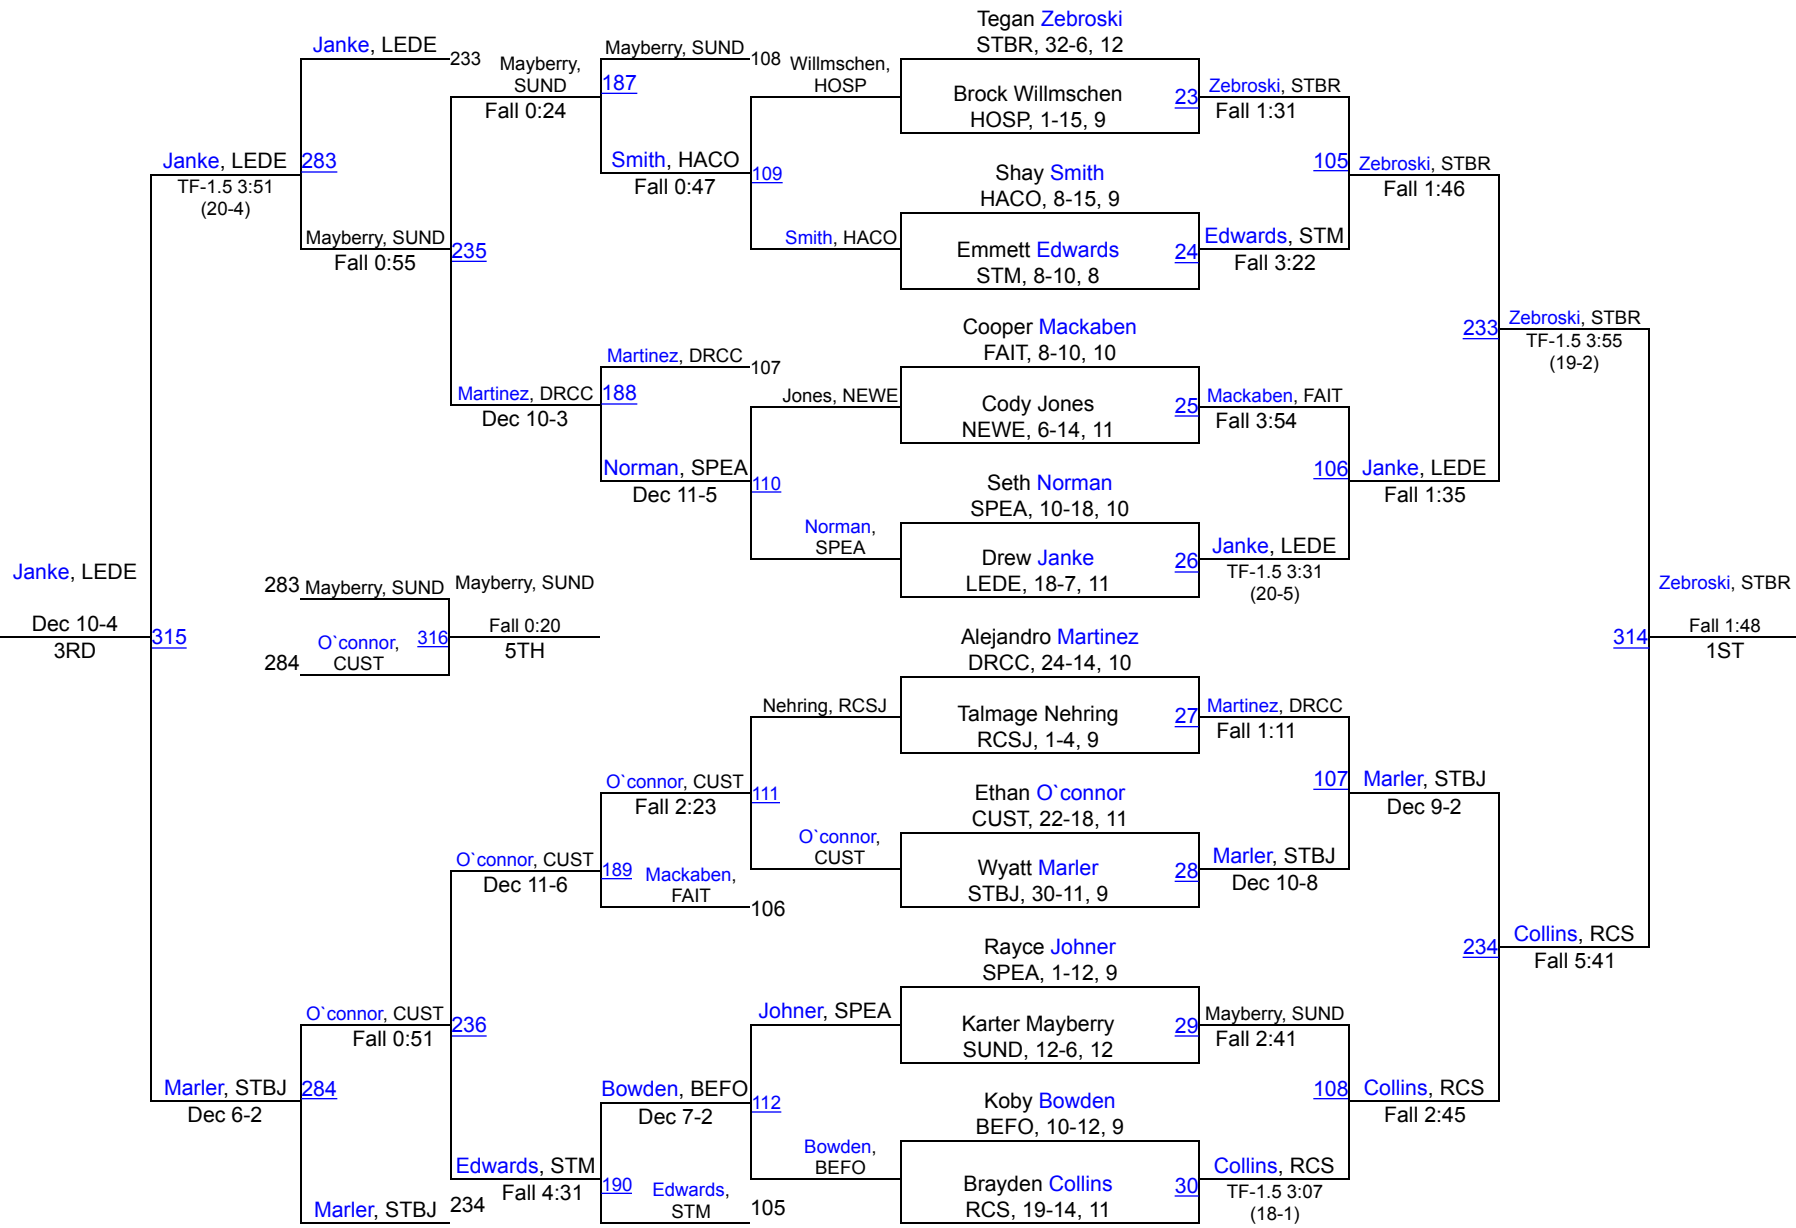 Tegan Zebroski
STBR, 32-6, 12
Brock Willmschen
HOSP, 1-15, 9
23
Shay Smith
HACO, 8-15, 9
Emmett Edwards
STM, 8-10, 8
24
Cooper Mackaben
FAIT, 8-10, 10
Cody Jones
NEWE, 6-14, 11
25
Seth Norman
SPEA, 10-18, 10
Drew Janke
LEDE, 18-7, 11
26
Alejandro Martinez
DRCC, 24-14, 10
Talmage Nehring
RCSJ, 1-4, 9
27
Ethan O`connor
CUST, 22-18, 11
Wyatt Marler
STBJ, 30-11, 9
28
Rayce Johner
SPEA, 1-12, 9
Karter Mayberry
SUND, 12-6, 12
29
Koby Bowden
BEFO, 10-12, 9
Brayden Collins
RCS, 19-14, 11
30
Zebroski, STBR
Fall 1:31
105
Edwards, STM
Fall 3:22
Mackaben, FAIT
Fall 3:54
106
Janke, LEDE
TF-1.5 3:31
(20-5)
Martinez, DRCC
Fall 1:11
107
Marler, STBJ
Dec 10-8
Mayberry, SUND
Fall 2:41
108
Collins, RCS
TF-1.5 3:07
(18-1)
Zebroski, STBR
Fall 1:46
233
Janke, LEDE
Fall 1:35
Marler, STBJ
Dec 9-2
234
Collins, RCS
Fall 2:45
Zebroski, STBR
TF-1.5 3:55
(19-2)
314
Collins, RCS
Fall 5:41
Zebroski, STBR
Fall 1:48
1ST
Willmschen,
HOSP
109
Smith, HACO
Jones, NEWE
110
Norman,
SPEA
Nehring, RCSJ
111
O`connor,
CUST
Johner, SPEA
112
Bowden,
BEFO
Mayberry, SUND
108
187
Smith, HACO
Fall 0:47
Martinez, DRCC
107
188
Norman, SPEA
Dec 11-5
O`connor, CUST
Fall 2:23
189
Mackaben,
FAIT
106
Bowden, BEFO
Dec 7-2
190
Edwards,
STM
105
Mayberry,
SUND
Fall 0:24
235
Martinez, DRCC
Dec 10-3
O`connor, CUST
Dec 11-6
236
Edwards, STM
Fall 4:31
Janke, LEDE
233
283
Mayberry, SUND
Fall 0:55
O`connor, CUST
Fall 0:51
284
Marler, STBJ
234
Janke, LEDE
TF-1.5 3:51
(20-4)
315
Marler, STBJ
Dec 6-2
Janke, LEDE
Dec 10-4
3RD
283
Mayberry, SUND
316
284
O`connor,
CUST
Mayberry, SUND
Fall 0:20
5TH